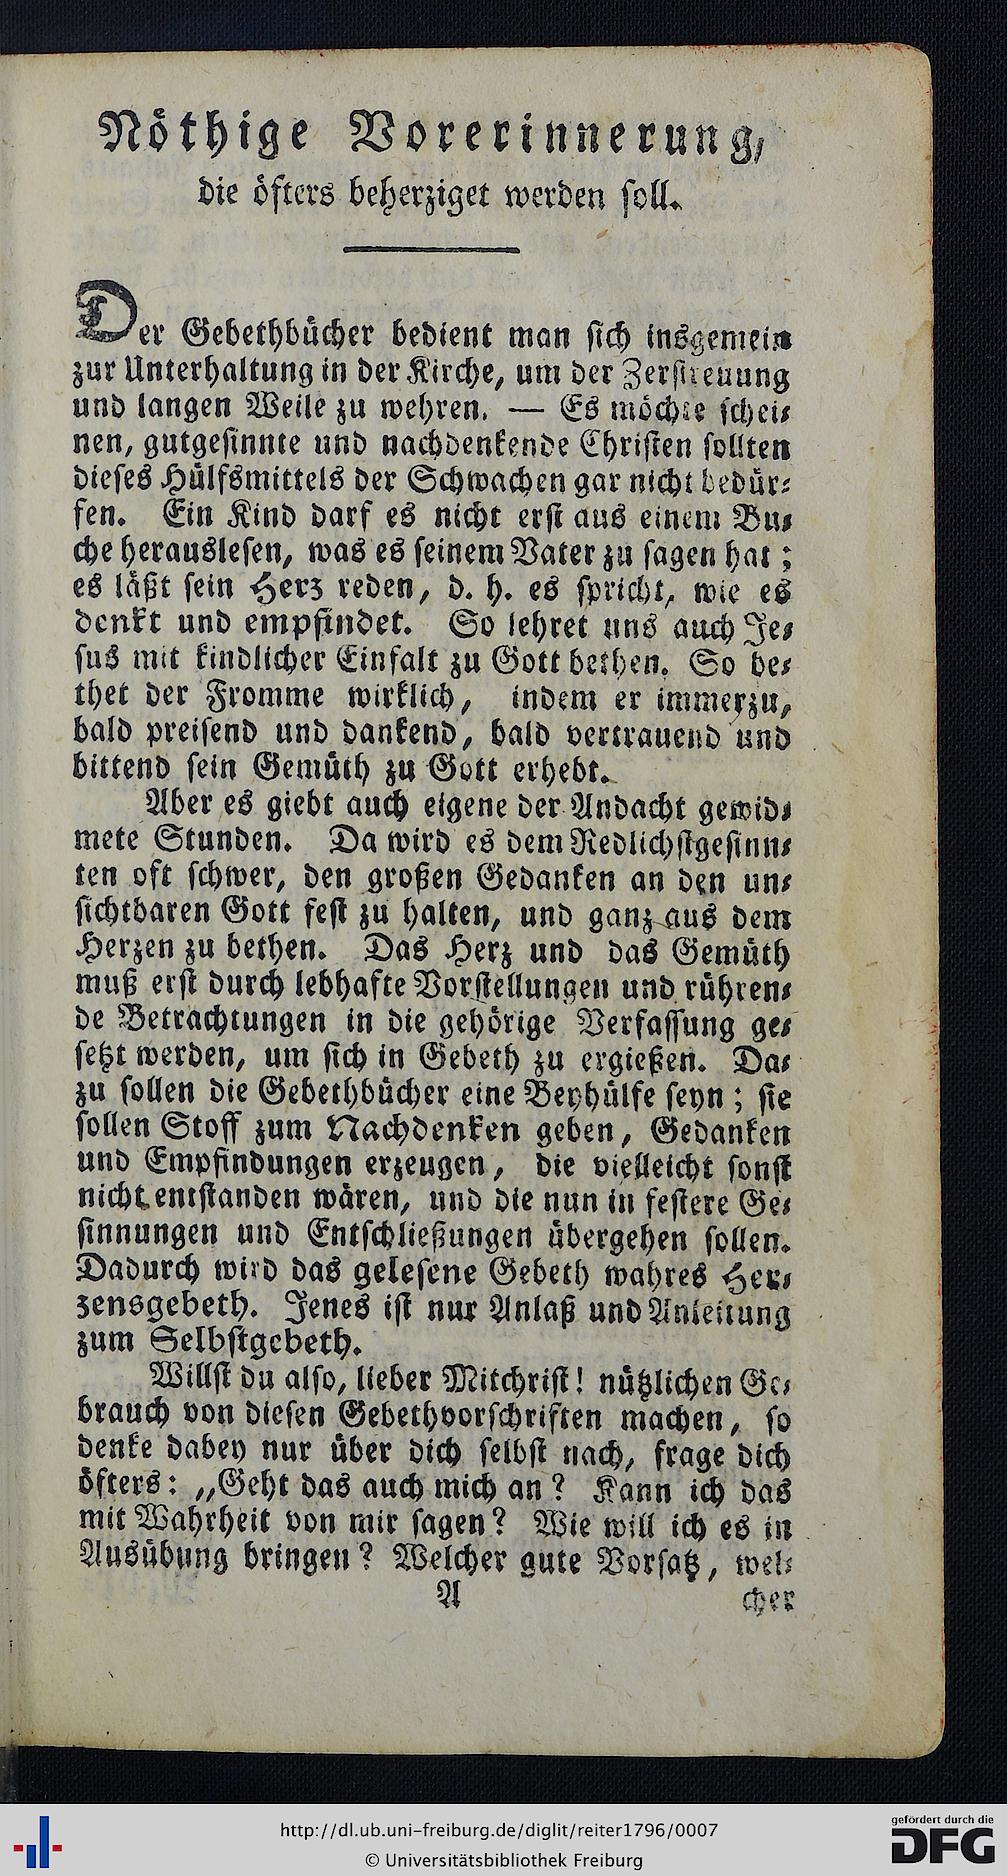 Nöthige Vorerinnerung,
die öfters beherziget werden soll.
Der Gebethbücher bedient man sich insgemein
zur Unterhaltung in der Kirche, um der Zerstreuung
und langen Weile zu wehren. — Es möchte schei-
nen, gutgesinnte und nachdenkende Christen sollten
dieses Hülfsmittels der Schwachen gar nicht bedür-
fen. Ein Kind darf es nicht erst aus einem Bu-
che herauslesen, was es seinem Vater zu sagen hat;
es läßt sein Herz reden, d. h. es spricht, wie es
denkt und empfindet. So lehret uns auch Je-
sus mit kindlicher Einfalt zu Gott bethen. So be-
thet der Fromme wirklich, indem er immerzu,
bald preisend und dankend, bald vertrauend und
bittend sein Gemüth zu Gott erhebt.
Aber es giebt auch eigene der Andacht gewid-
mete Stunden. Da wird es dem Redlichstgesinn-
ten oft schwer, den großen Gedanken an den un-
sichtbaren Gott fest zu halten, und ganz aus dem
Herzen zu bethen. Das Herz und das Gemüth
muß erst durch lebhafte Vorstellungen und rühren-
de Betrachtungen in die gehörige Verfassung ge-
setzt werden, um sich in Gebeth zu ergießen. Da-
zu sollen die Gebethbücher eine Beyhülfe seyn; sie
sollen Stoff zum Nachdenken geben, Gedanken
und Empfindungen erzeugen, die vielleicht sonst
nicht entstanden wären, und die nun in festere Ge-
sinnungen und Entschließungen übergehen sollen.
Dadurch wird das gelesene Gebeth wahres Her-
zensgebeth. Jenes ist nur Anlaß und Anleitung
zum Selbstgebeth.
Willst du also, lieber Mitchrist! nützlichen Ge-
brauch von diesen Gebethvorschriften machen, so
denke dabey nur über dich selbst nach, frage dich
öfters: „Geht das auch mich an? Kann ich das
mit Wahrheit von mir sagen? Wie will ich es in
Ausübung bringen? Welcher gute Vorsatz, wel-
A cher
http://dl.ub.uni-freiburg.de/diglit/reiter1796/0007
© Universitätsbibliothek Freiburg
gefördert durch die
DFG